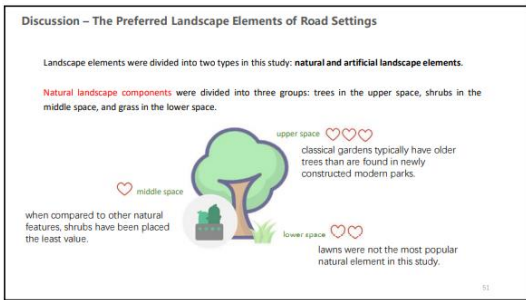 Discussion – The Preferred Landscape Elements of Road Settings
Landscape elements were divided into two types in this study: natural and artificial landscape elements.
Natural landscape components were divided into three groups: trees in the upper space, shrubs in the
middle space, and grass in the lower space.
upper space
classical gardens typically have older
trees than are found in newly
constructed modern parks.
middle space
when compared to other natural
features, shrubs have been placed
the least value.
lower space
lawns were not the most popular
natural element in this study.